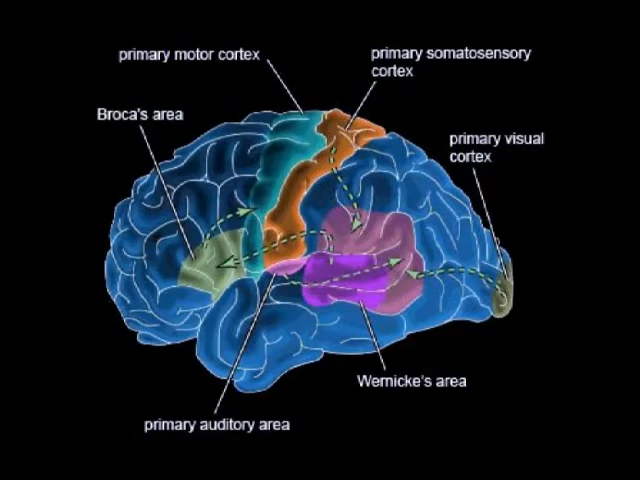 primary motor cortex
primary somatosensory
cortex
Broca's area
primary visual
cortex
Wernicke's area
primary auditory area